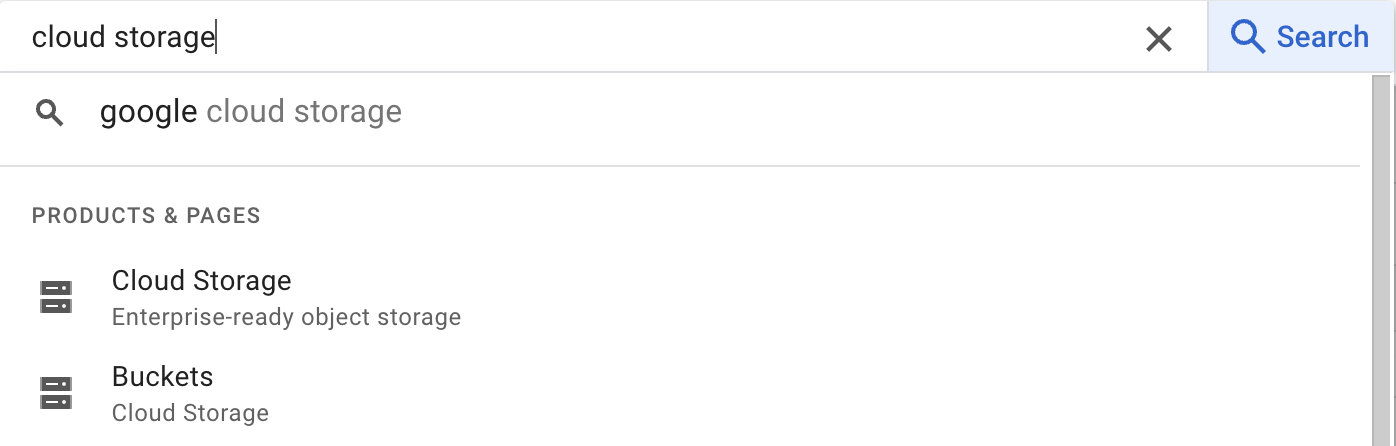 cloud storage
Search
google cloud storage
PRODUCTS & PAGES
Cloud Storage
Enterprise-ready object storage
Buckets
Cloud Storage